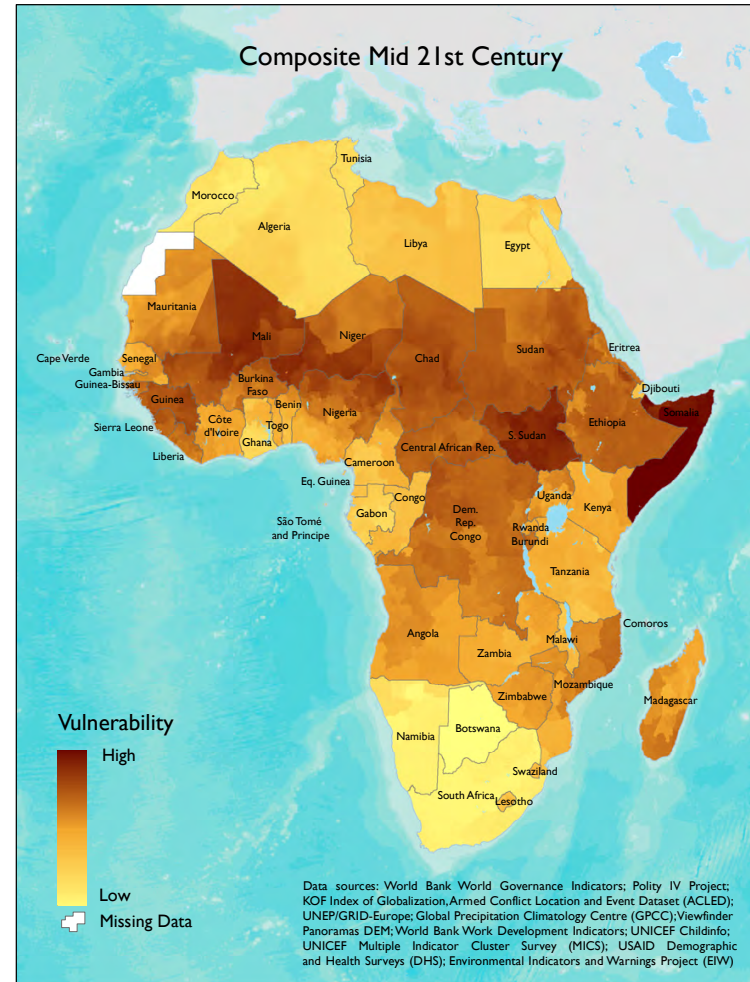 Composite Mid 21st Century
Tunisia
Morocco
Algeria
Libya
Egypt
Mauritania
Mali
Niger
Chad
Sudan
Eritrea
Cape Verde
Senegal
Gambia
Guinea-Bissau
Guinea
Burkina
Faso
Benin
Nigeria
Djibouti
Somalia
Ethiopia
S. Sudan
Sierra Leone
Côte
d'Ivoire
Togo
Ghana
Liberia
Central African Rep.
Cameroon
Eq. Guinea
Congo
Gabon
Uganda
Kenya
São Tomé
and Principe
Dem.
Rep.
Congo
Rwanda
Burundi
Tanzania
Comoros
Angola
Malawi
Zambia
Mozambique
Zimbabwe
Madagascar
Namibia
Botswana
Swaziland
South Africa
Lesotho
Vulnerability
High
Low
Missing Data
Data sources: World Bank World Governance Indicators; Polity IV Project;
KOF Index of Globalization, Armed Conflict Location and Event Dataset (ACLED);
UNEP/GRID-Europe; Global Precipitation Climatology Centre (GPCC); Viewfinder
Panoramas DEM; World Bank Work Development Indicators; UNICEF Childinfo;
UNICEF Multiple Indicator Cluster Survey (MICS); USAID Demographic
and Health Surveys (DHS); Environmental Indicators and Warnings Project (EIW)